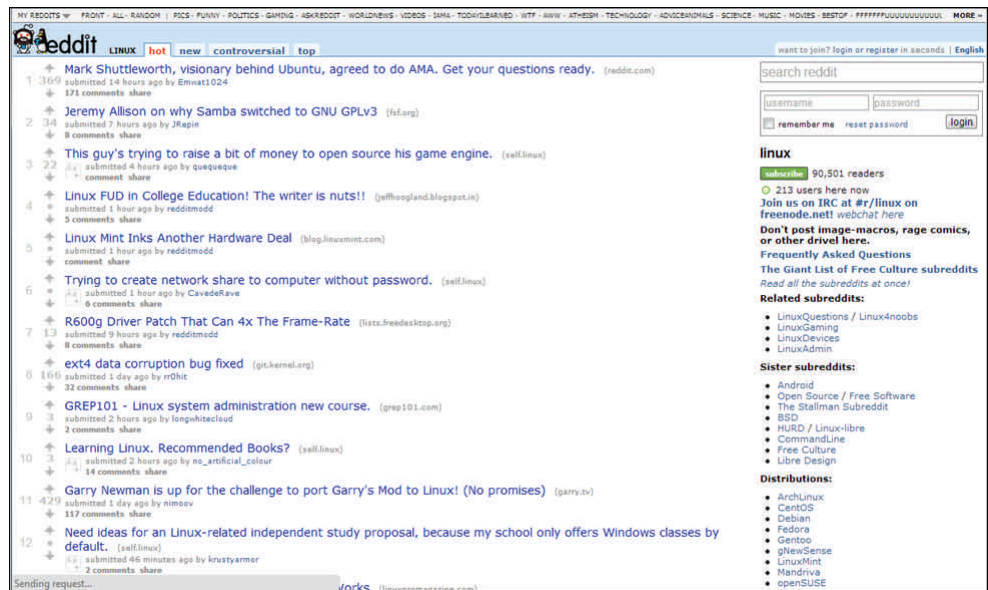 MY REDDITS FRONT - ALL - RANDOM | PICS - FUNNY - POLITICS - GAMING - ASKREDDIT - WORLDNEWS - VIDEOS - IAMA - TODAYILEARNED - WTF - AWW - ATHEISM - TECHNOLOGY - ADVICEANIMALS - SCIENCE - MUSIC - MOVIES - BESTOF - MORE »
reddit LINUX hot new controversial top
want to join? login or register in seconds | English
Mark Shuttleworth, visionary behind Ubuntu, agreed to do AMA. Get your questions ready. (reddit.com)
1 369 submitted 14 hours ago by Emwat1024
171 comments share
Jeremy Allison on why Samba switched to GNU GPLv3 (fsf.org)
2 34 submitted 7 hours ago by JRepin
8 comments share
This guy's trying to raise a bit of money to open source his game engine. (self.linux)
3 22 submitted 4 hours ago by quequeque
comment share
Linux FUD in College Education! The writer is nuts!! (jeffhoogland.blogspot.in)
4 • submitted 1 hour ago by redditmodd
5 comments share
Linux Mint Inks Another Hardware Deal (blog.linuxmint.com)
5 • submitted 1 hour ago by redditmodd
comment share
Trying to create network share to computer without password. (self.linux)
6 • submitted 1 hour ago by CavedeRave
6 comments share
R600g Driver Patch That Can 4x The Frame-Rate (lists.freedesktop.org)
7 13 submitted 9 hours ago by redditmodd
8 comments share
ext4 data corruption bug fixed (git.kernel.org)
8 166 submitted 1 day ago by rr0hit
32 comments share
GREP101 - Linux system administration new course. (grep101.com)
9 3 submitted 2 hours ago by longwhitecloud
2 comments share
Learning Linux. Recommended Books? (self.linux)
10 3 submitted 2 hours ago by no_artificial_colour
14 comments share
Garry Newman is up for the challenge to port Garry's Mod to Linux! (No promises) (garry.tv)
11 429 submitted 1 day ago by nimoov
117 comments share
Need ideas for an Linux-related independent study proposal, because my school only offers Windows classes by
default. (self.linux)
12 • submitted 46 minutes ago by krustyarmor
2 comments share
Sending request...
search reddit
username password
remember me reset password login
linux
subscribe 90,501 readers
213 users here now
Join us on IRC at #r/linux on
freenode.net! webchat here
Don't post image-macros, rage comics,
or other drivel here.
Frequently Asked Questions
The Giant List of Free Culture subreddits
Read all the subreddits at once!
Related subreddits:
• LinuxQuestions / Linux4noobs
• LinuxGaming
• LinuxDevices
• LinuxAdmin
Sister subreddits:
• Android
• Open Source / Free Software
• The Stallman Subreddit
• BSD
• HURD / Linux-libre
• CommandLine
• Free Culture
• Libre Design
Distributions:
• ArchLinux
• CentOS
• Debian
• Fedora
• Gentoo
• gNewSense
• LinuxMint
• Mandriva
• openSUSE